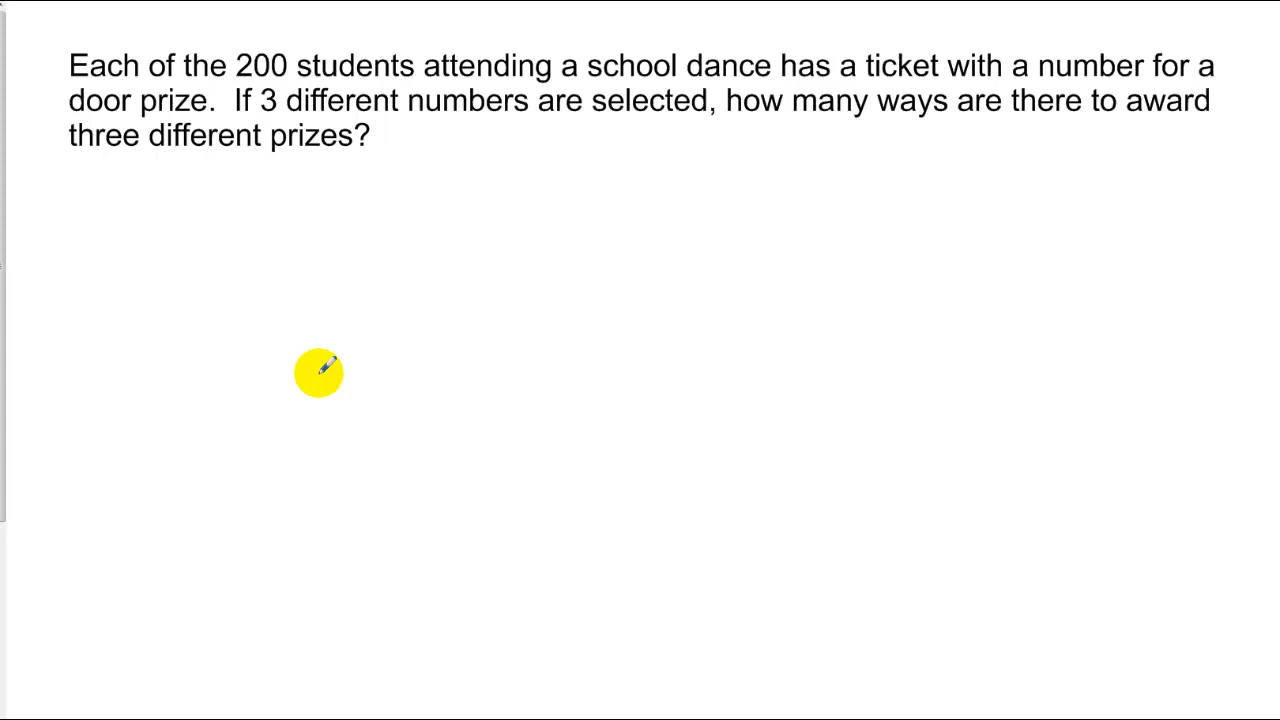 Each of the 200 students attending a school dance has a ticket with a number for a
door prize.  If 3 different numbers are selected, how many ways are there to award
three different prizes?